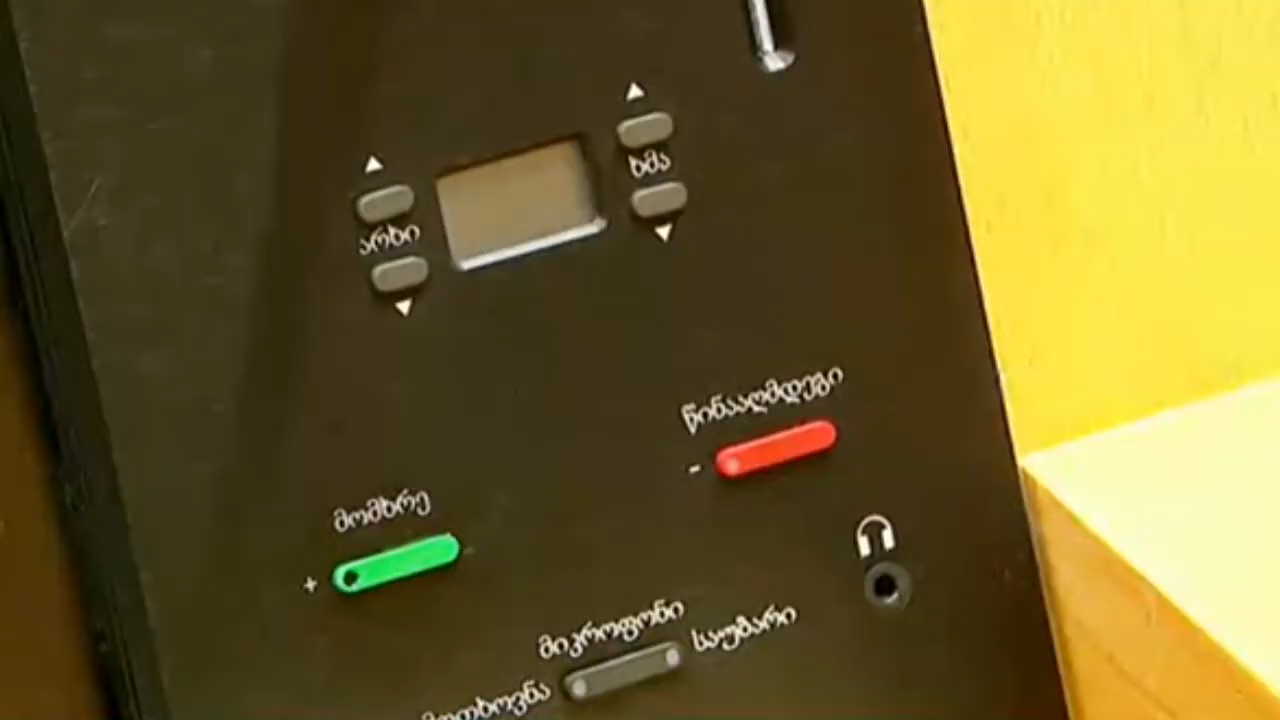 ხმა
არხი
წინააღმდეგი
-
მომხრე
+
მიკროფონი
საუბარი